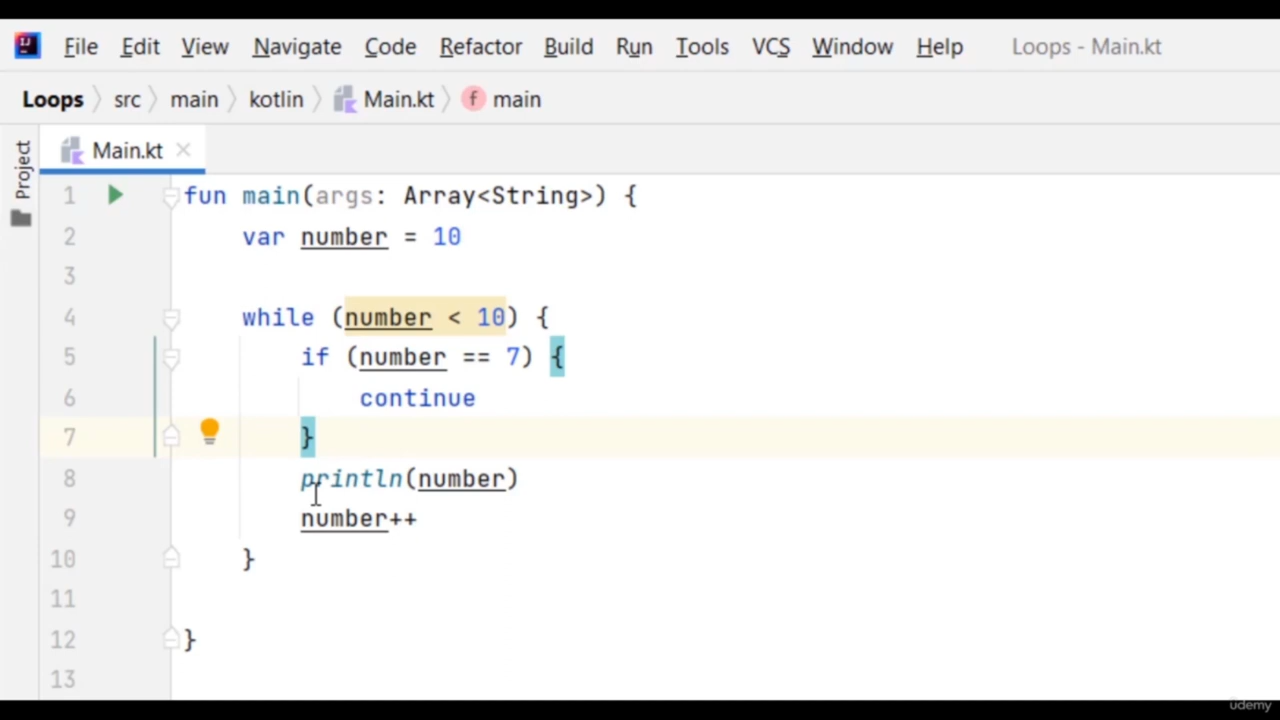 File Edit View Navigate Code Refactor Build Run Tools VCS Window Help Loops - Main.kt
Loops src main kotlin Main.kt f main
Project
Main.kt
1 fun main(args: Array<String>) {
2 var number = 10
3
4 while (number < 10) {
5 if (number == 7) {
6 continue
7 }
8 println(number)
9 number++
10 }
11
12 }
13
udemy